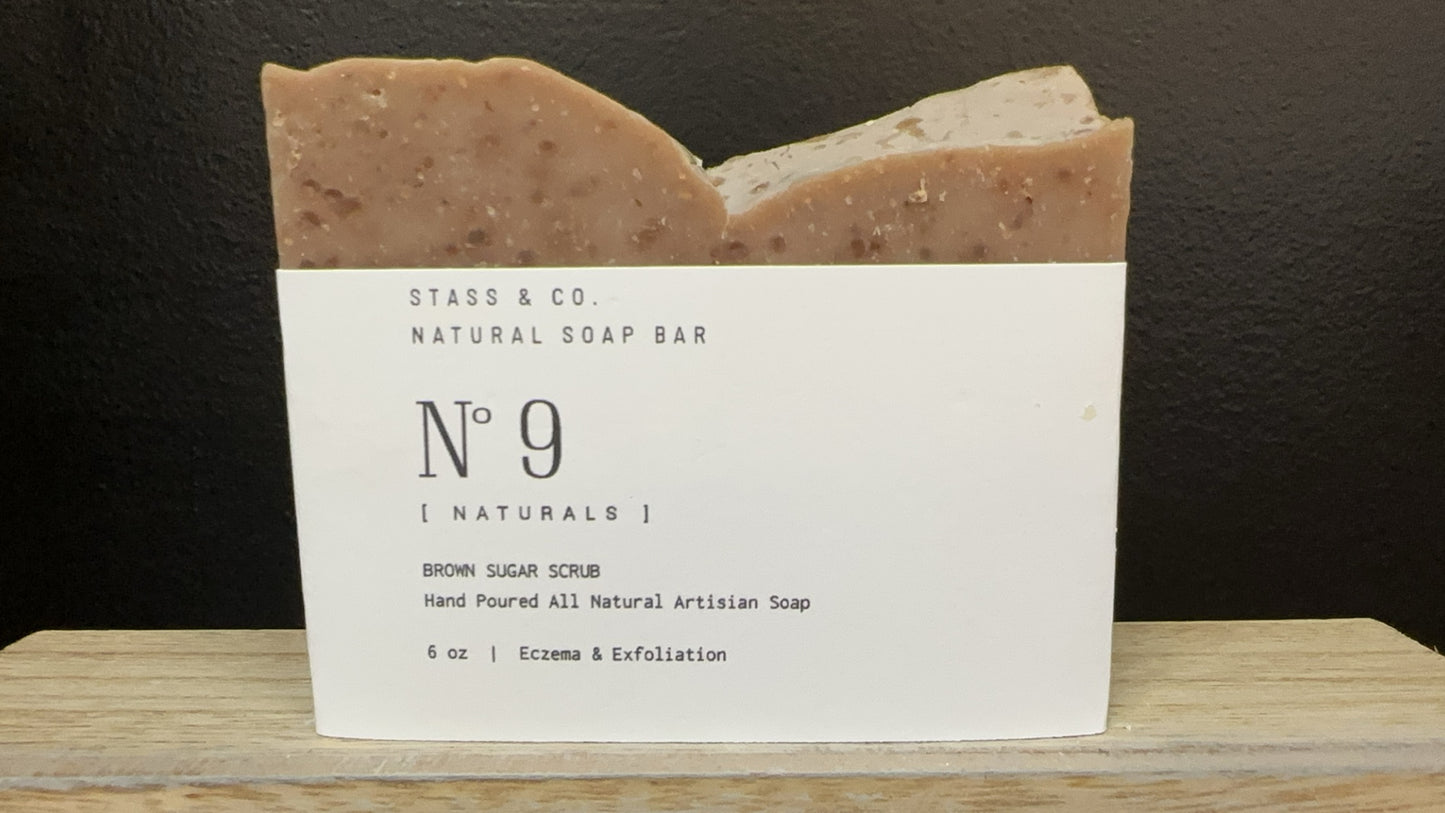 STASS & CO.
NATURAL SOAP BAR
Nº 9
[ NATURALS ]
BROWN SUGAR SCRUB
Hand Poured All Natural Artisian Soap
6 oz | Eczema & Exfoliation